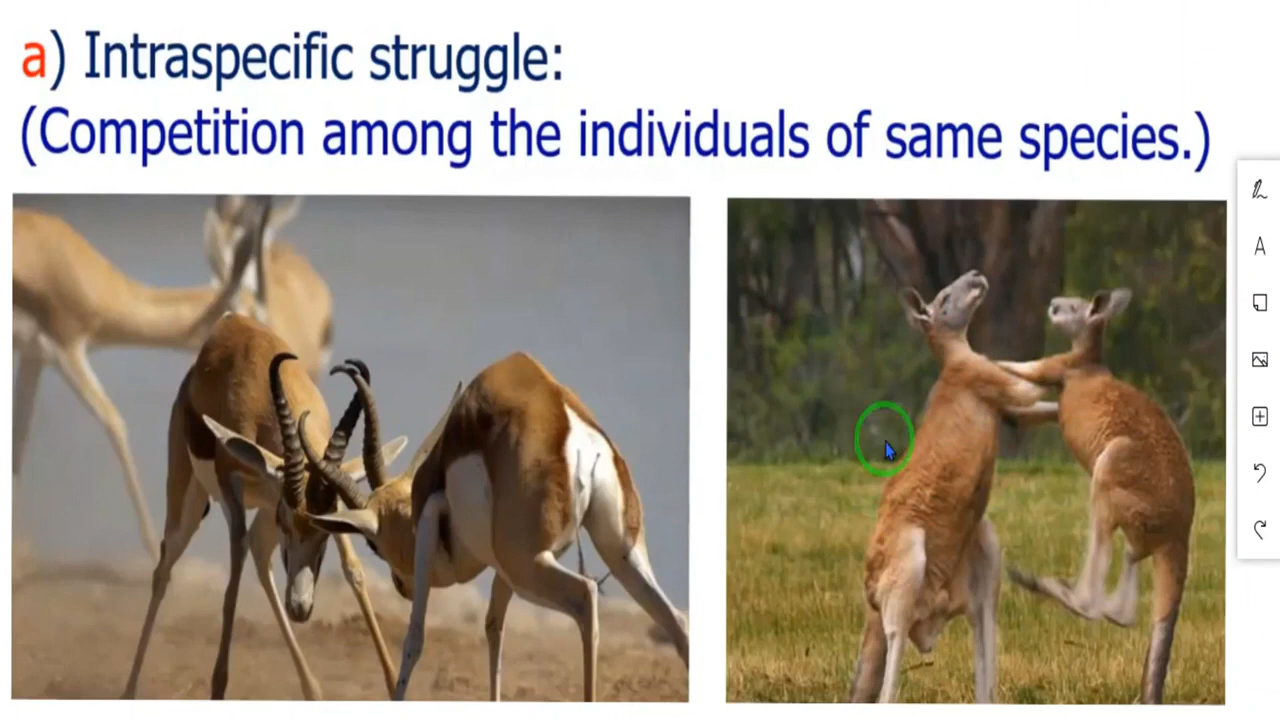 a) Intraspecific struggle:
(Competition among the individuals of same species.)